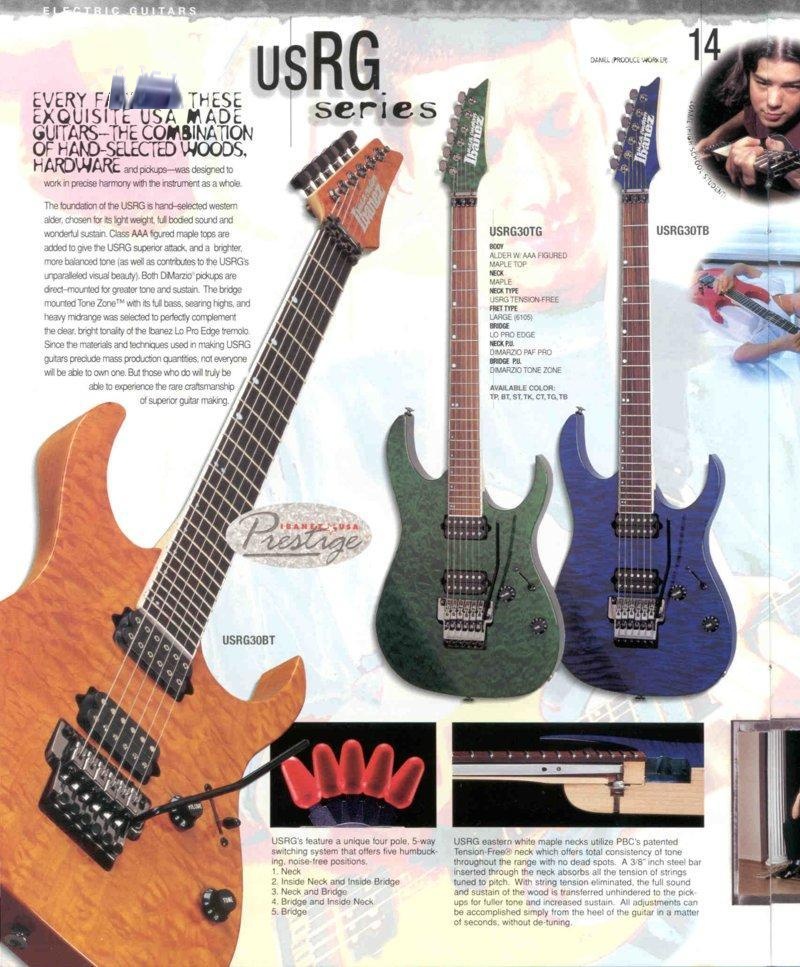 ELECTRIC GUITARS
USRG
series
14
DANIEL (PRODUCE WORKER)
EVERY THESE
EXQUISITE USA MADE
GUITARS—THE COMBINATION
OF HAND-SELECTED WOODS,
HARDWARE and pickups—was designed to
work in precise harmony with the instrument as a whole.
The foundation of the USRG is hand-selected western
alder, chosen for its light weight, full bodied sound and
wonderful sustain. Class AAA figured maple tops are
added to give the USRG superior attack, and a brighter,
more balanced tone (as well as contributes to the USRG's
unparalleled visual beauty). Both DiMarzio® pickups are
direct-mounted for greater tone and sustain. The bridge
mounted Tone Zone™ with its full bass, searing highs, and
heavy midrange was selected to perfectly complement
the clear, bright tonality of the Ibanez Lo Pro Edge tremolo.
Since the materials and techniques used in making USRG
guitars preclude mass production quantities, not everyone
will be able to own one. But those who do will truly be
able to experience the rare craftsmanship
of superior guitar making.
Ibanez
Ibanez
Ibanez
USRG30TG
BODY
ALDER W/ AAA FIGURED
MAPLE TOP
NECK
MAPLE
NECK TYPE
USRG TENSION-FREE
FRET TYPE
LARGE (6105)
BRIDGE
LO PRO EDGE
NECK P.U.
DIMARZIO PAF PRO
BRIDGE P.U.
DIMARZIO TONE ZONE
AVAILABLE COLOR:
TP, BT, ST, TK, CT, TG, TB
USRG30TB
HIGH SCHOOL STUDENT)
IBANEZ USA
Prestige
USRG30BT
VOLUME
TONE
USRG's feature a unique four pole, 5-way
switching system that offers five humbuck-
ing, noise-free positions.
1. Neck
2. Inside Neck and Inside Bridge
3. Neck and Bridge
4. Bridge and Inside Neck
5. Bridge
USRG eastern white maple necks utilize PBC's patented
Tension-Free® neck which offers total consistency of tone
throughout the range with no dead spots. A 3/8" inch steel bar
inserted through the neck absorbs all the tension of strings
tuned to pitch. With string tension eliminated, the full sound
and sustain of the wood is transferred unhindered to the pick-
ups for fuller tone and increased sustain. All adjustments can
be accomplished simply from the heel of the guitar in a matter
of seconds, without de-tuning.